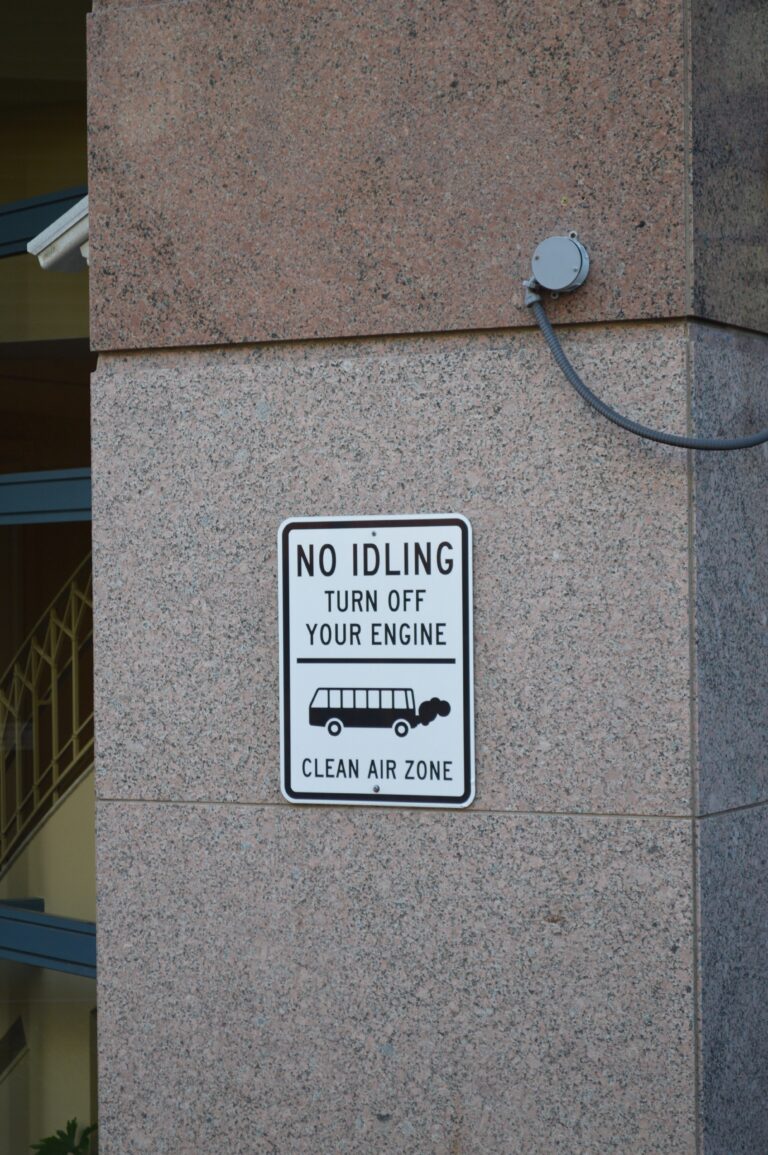 NO IDLING
TURN OFF
YOUR ENGINE
CLEAN AIR ZONE